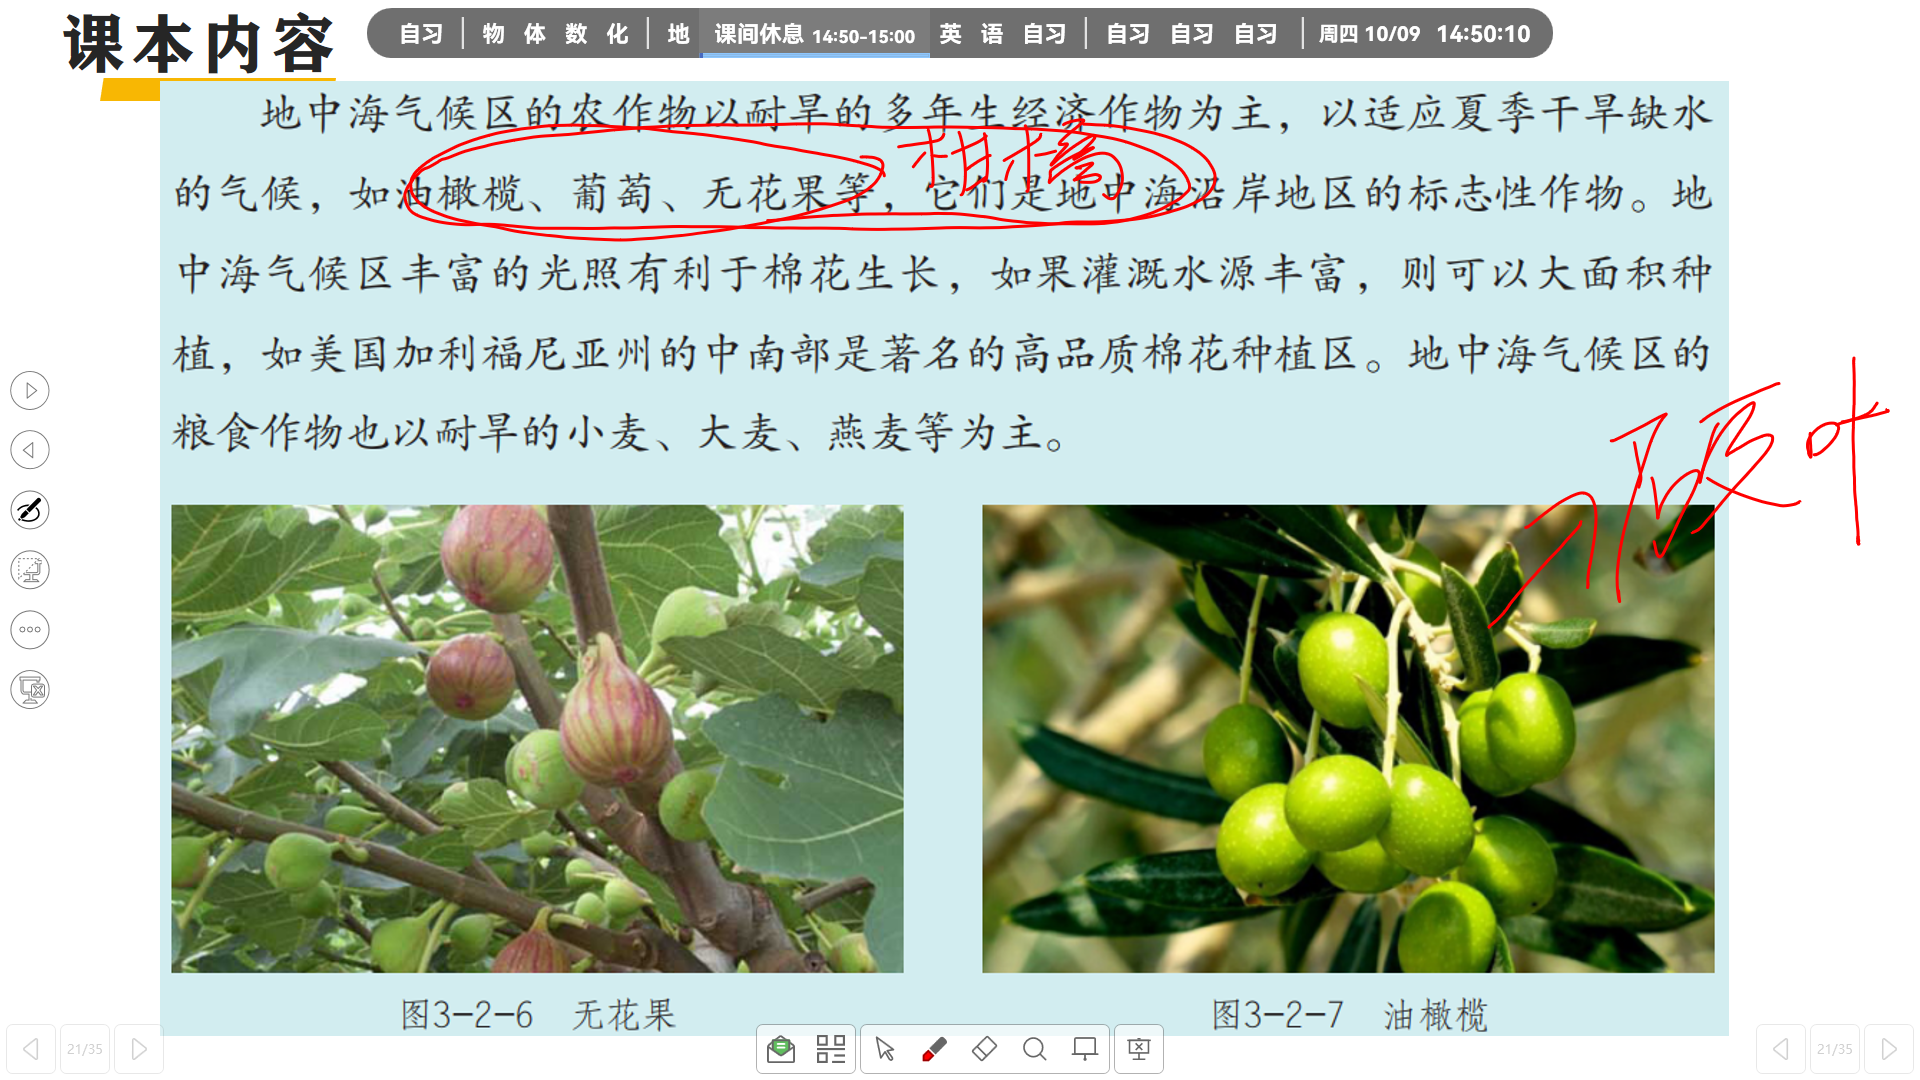 课本内容
自习 物 体 数 化 地 课间休息 14:50-15:00 英 语 自习 自习 自习 自习 周四 10/09 14:50:10
地中海气候区的农作物以耐旱的多年生经济作物为主，以适应夏季干旱缺水
柑橘
的气候，如油橄榄、葡萄、无花果等，它们是地中海沿岸地区的标志性作物。地
中海气候区丰富的光照有利于棉花生长，如果灌溉水源丰富，则可以大面积种
植，如美国加利福尼亚州的中南部是著名的高品质棉花种植区。地中海气候区的
粮食作物也以耐旱的小麦、大麦、燕麦等为主。
硬叶
图3-2-6 无花果
图3-2-7 油橄榄
21/35
21/35